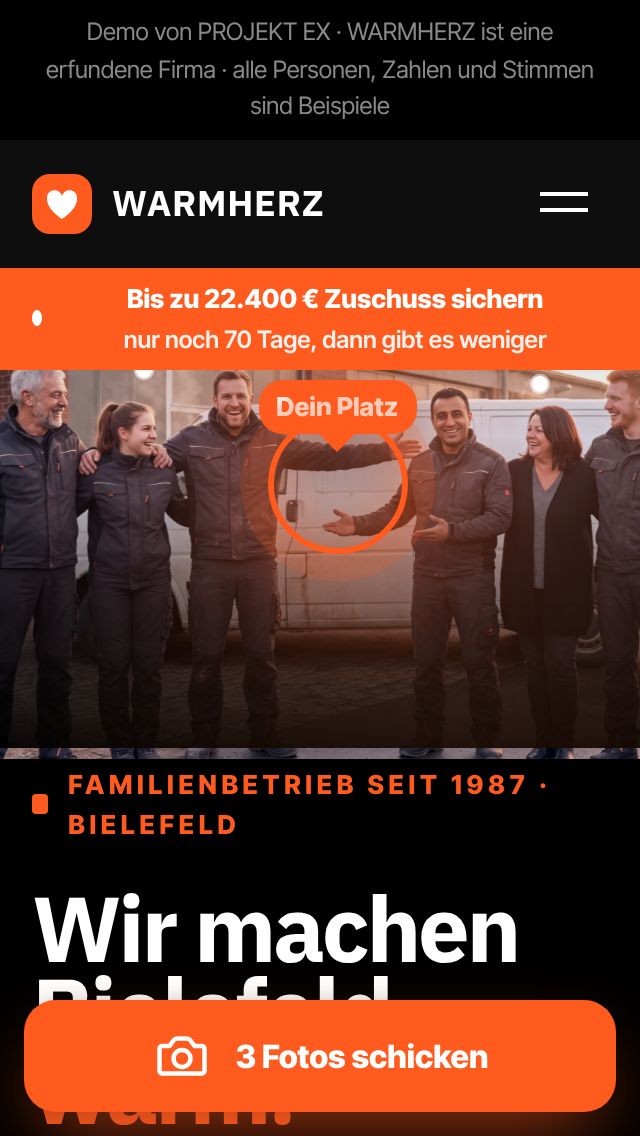 Demo von PROJEKT EX · WARMHERZ ist eine
erfundene Firma · alle Personen, Zahlen und Stimmen
sind Beispiele
WARMHERZ
Bis zu 22.400 € Zuschuss sichern
nur noch 70 Tage, dann gibt es weniger
Dein Platz
FAMILIENBETRIEB SEIT 1987 ·
BIELEFELD
Wir machen
Bielefeld
3 Fotos schicken
warm.